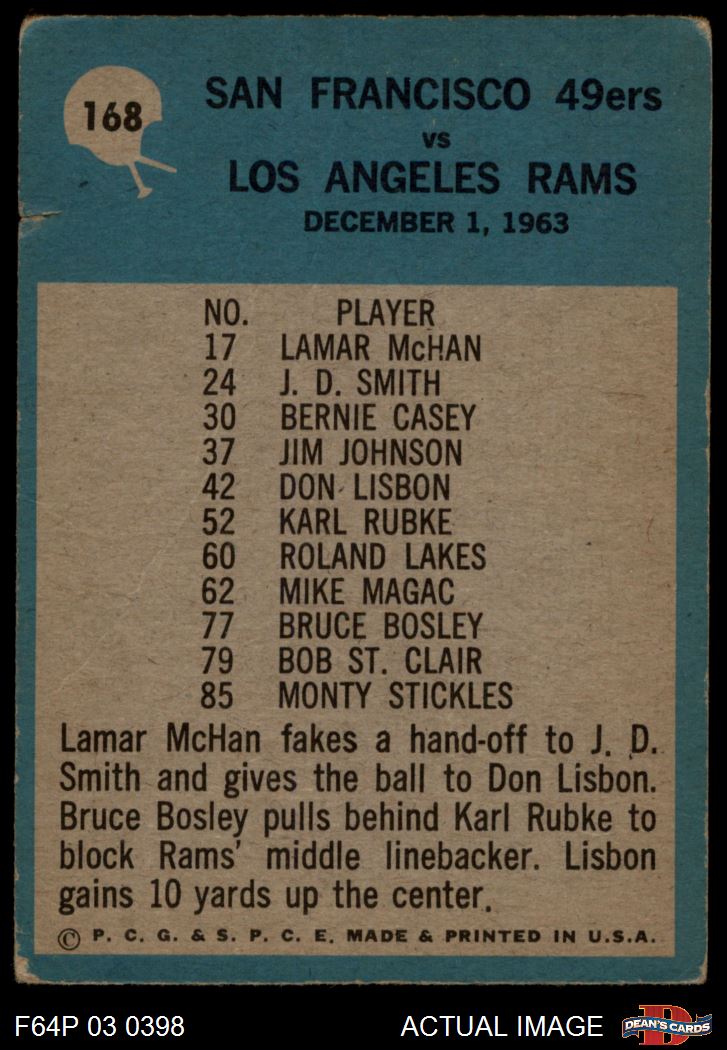 168
SAN FRANCISCO 49ers
vs
LOS ANGELES RAMS
DECEMBER 1, 1963
NO. PLAYER
17 LAMAR McHAN
24 J. D. SMITH
30 BERNIE CASEY
37 JIM JOHNSON
42 DON LISBON
52 KARL RUBKE
60 ROLAND LAKES
62 MIKE MAGAC
77 BRUCE BOSLEY
79 BOB ST. CLAIR
85 MONTY STICKLES
Lamar McHan fakes a hand-off to J. D.
Smith and gives the ball to Don Lisbon.
Bruce Bosley pulls behind Karl Rubke to
block Rams' middle linebacker. Lisbon
gains 10 yards up the center.
© P. C. G. & S. P. C. E. MADE & PRINTED IN U.S.A.
F64P 03 0398 ACTUAL IMAGE
D
DEAN'S CARDS